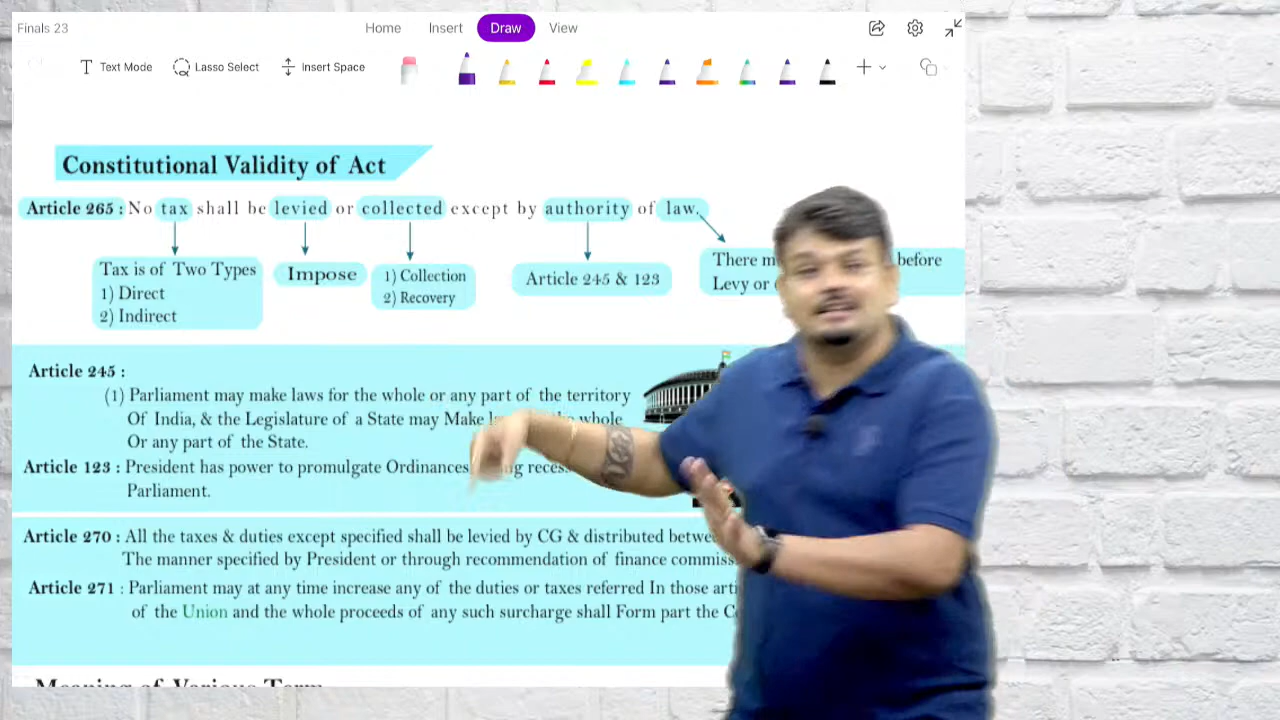 Finals 23
Home Insert Draw View
Text Mode Lasso Select Insert Space
Constitutional Validity of Act
Article 265 : No tax shall be levied or collected except by authority of law.
Tax is of Two Types
1) Direct
2) Indirect
Impose
1) Collection
2) Recovery
Article 245 & 123
There before
Levy or
Article 245 :
(1) Parliament may make laws for the whole or any part of the territory
Of India, & the Legislature of a State may Make whole
Or any part of the State.
Article 123 : President has power to promulgate Ordinances
Parliament.
Article 270 : All the taxes & duties except specified shall be levied by CG & distributed
The manner specified by President or through recommendation of finance
Article 271 : Parliament may at any time increase any of the duties or taxes referred In those
of the Union and the whole proceeds of any such surcharge shall Form part the
Meaning of Various Term